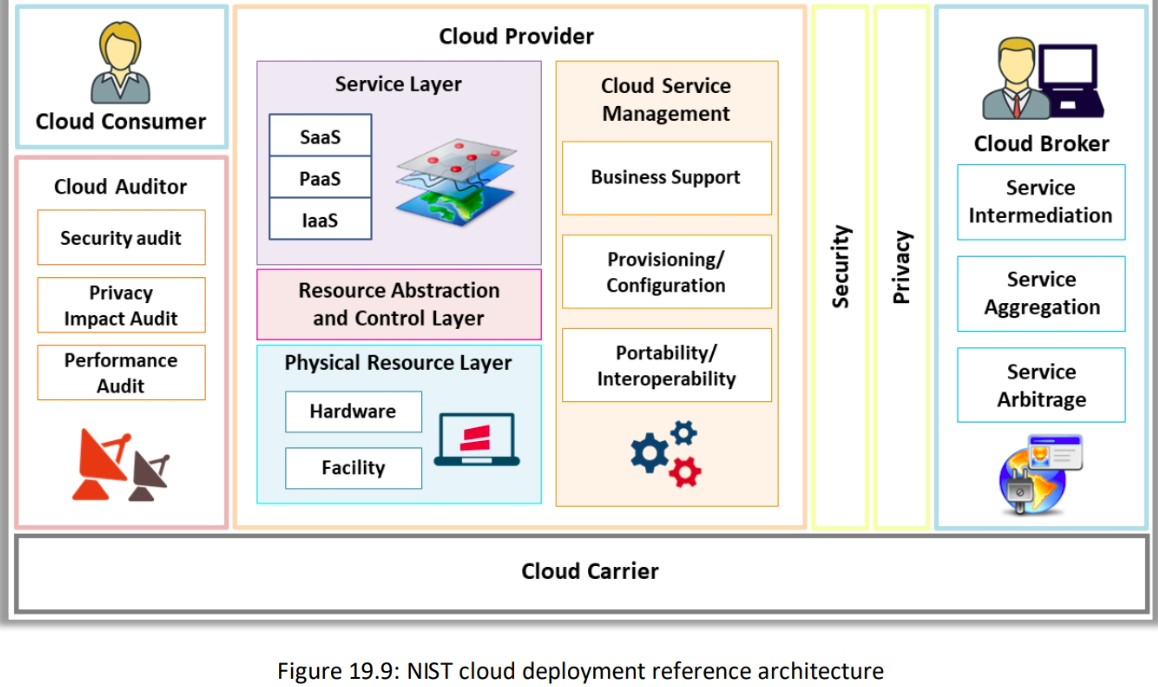 Cloud Consumer
Cloud Auditor
Security audit
Privacy
Impact Audit
Performance
Audit
Cloud Provider
Service Layer
SaaS
PaaS
IaaS
Resource Abstraction
and Control Layer
Physical Resource Layer
Hardware
Facility
Cloud Service
Management
Business Support
Provisioning/
Configuration
Portability/
Interoperability
Security
Privacy
Cloud Broker
Service
Intermediation
Service
Aggregation
Service
Arbitrage
Cloud Carrier
Figure 19.9: NIST cloud deployment reference architecture